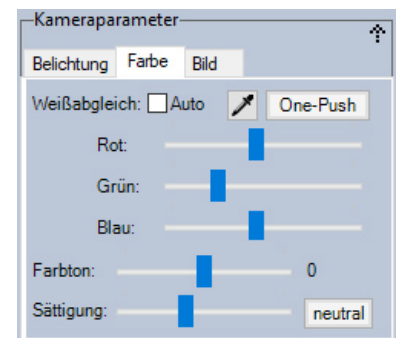 Kameraparameter
Belichtung Farbe Bild
Weißabgleich: Auto One-Push
Rot:
Grün:
Blau:
Farbton: 0
Sättigung: neutral